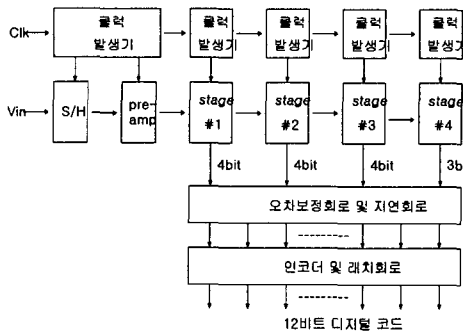 Clk
클럭
발생기
클럭
발생기
클럭
발생기
클럭
발생기
클럭
발생기
Vin
S/H
pre-
amp
stage
#1
stage
#2
stage
#3
stage
#4
4bit
4bit
4bit
3b
오차보정회로 및 지연회로
인코더 및 래치회로
12비트 디지털 코드